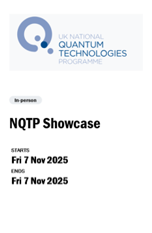 UK NATIONAL
QUANTUM
TECHNOLOGIES
PROGRAMME
In-person
NQTP Showcase
STARTS
Fri 7 Nov 2025
ENDS
Fri 7 Nov 2025